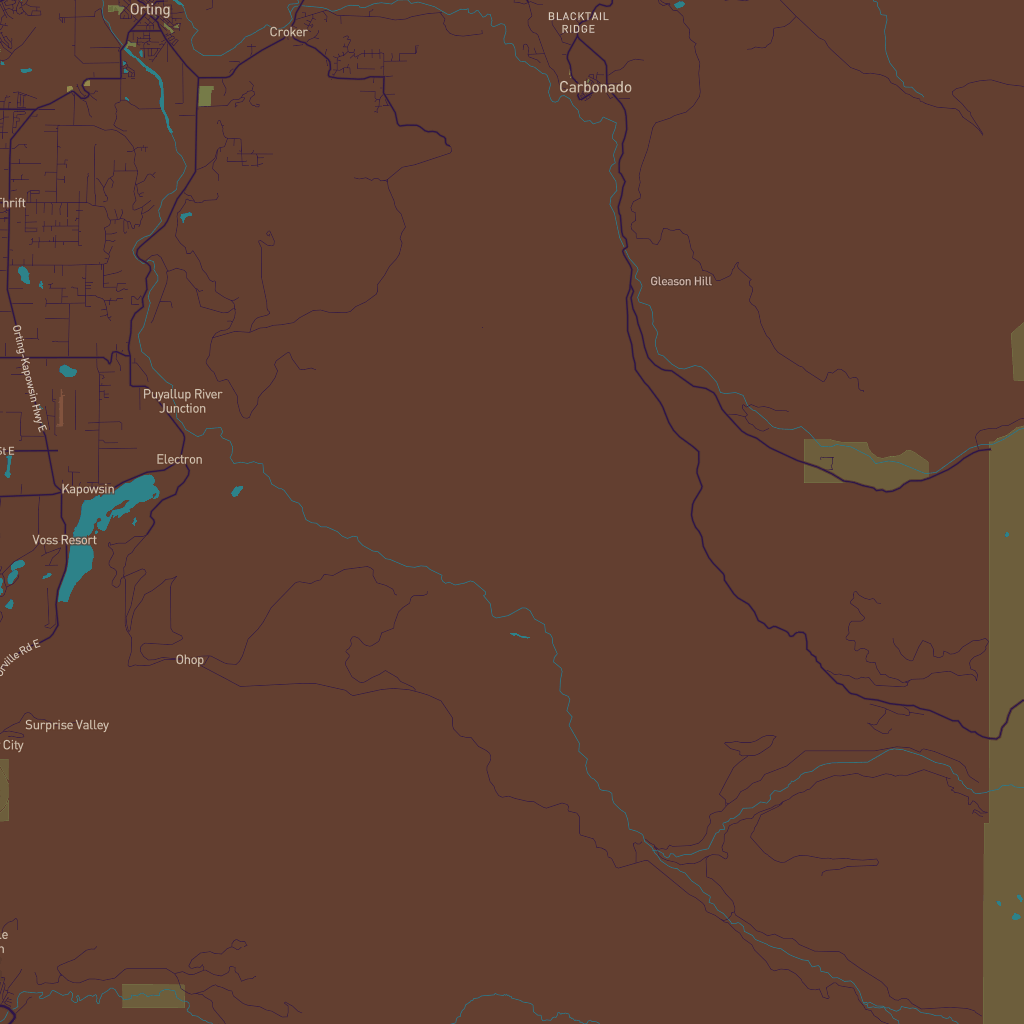 Orting
Croker
BLACKTAIL
RIDGE
Carbonado
Thrift
Gleason Hill
Orting-Kapowsin Hwy E
Puyallup River
Junction
St E
Electron
Kapowsin
Voss Resort
Ohop
Surprise Valley
City